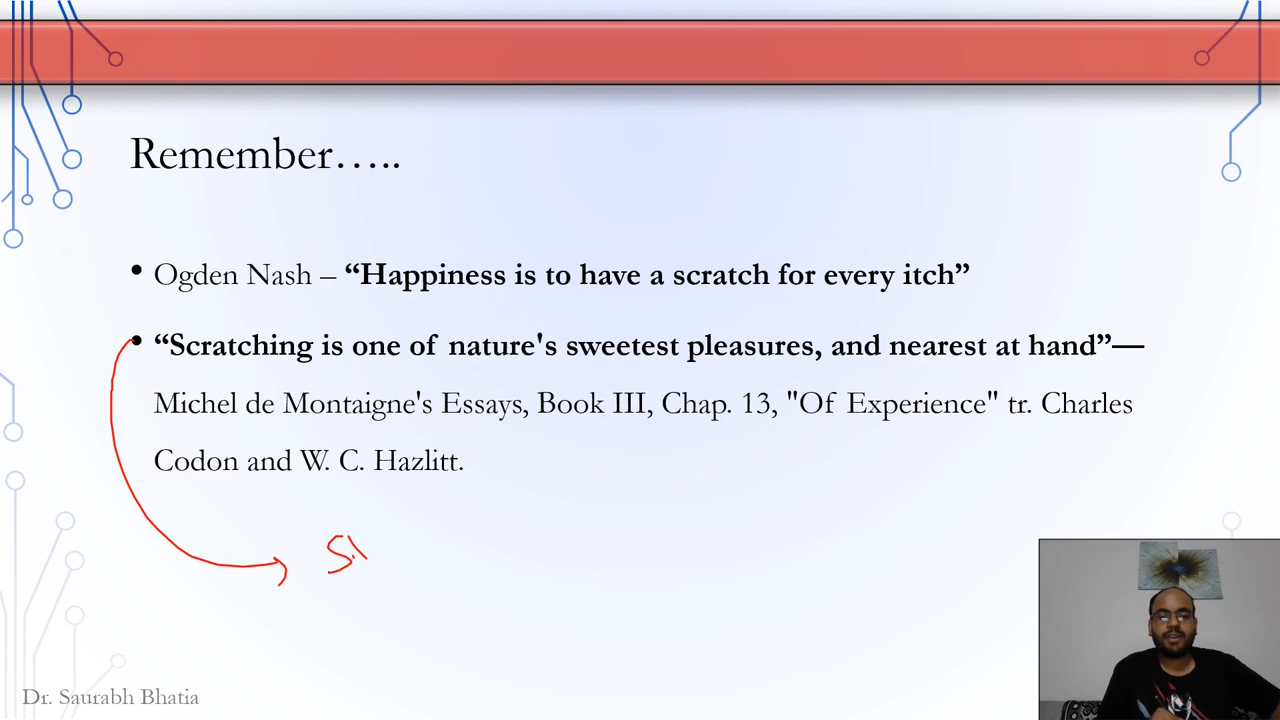 Remember…..
• Ogden Nash – “Happiness is to have a scratch for every itch”
• “Scratching is one of nature's sweetest pleasures, and nearest at hand”—
Michel de Montaigne's Essays, Book III, Chap. 13, "Of Experience" tr. Charles
Codon and W. C. Hazlitt.
Dr. Saurabh Bhatia